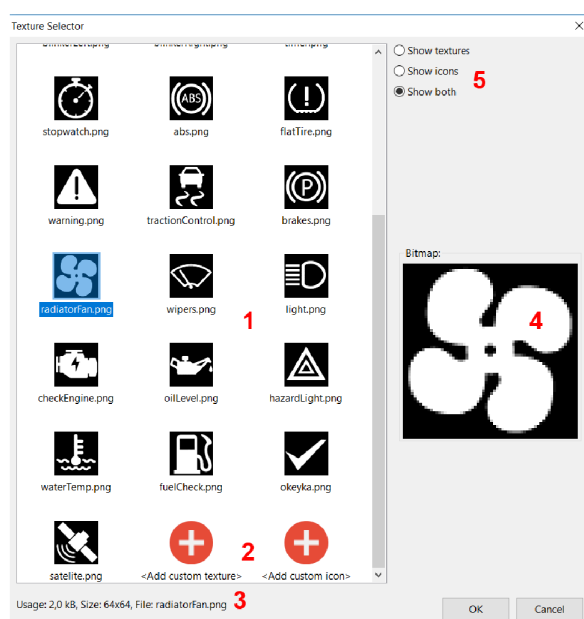 Texture Selector
Show textures
Show icons
Show both
5
stopwatch.png abs.png flatTire.png
ABS
warning.png tractionControl.png brakes.png
P
Bitmap:
radiatorFan.png wipers.png light.png
1
4
checkEngine.png oilLevel.png hazardLight.png
waterTemp.png fuelCheck.png okeyka.png
satelite.png <Add custom texture> <Add custom icon>
2
Usage: 2,0 kB, Size: 64x64, File: radiatorFan.png 3
OK Cancel